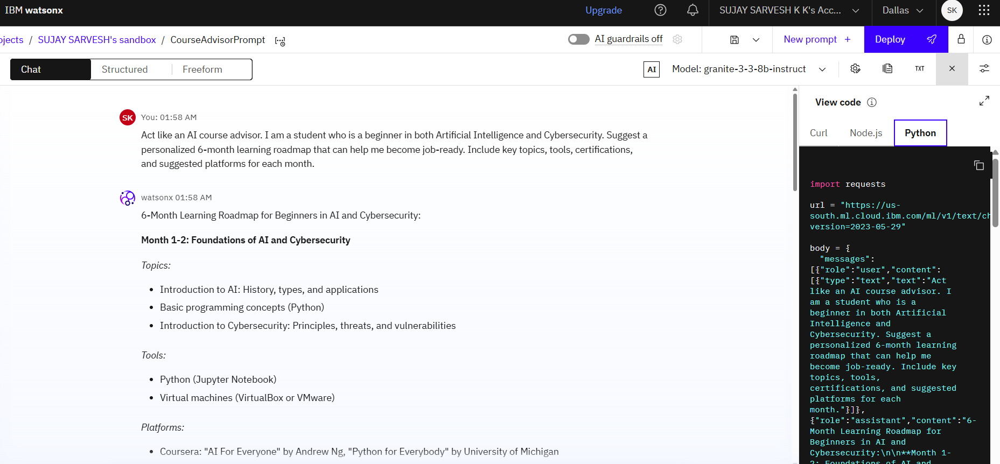 IBM watsonx
Upgrade
SUJAY SARVESH K K's Acc...
Dallas
SK
ojects / SUJAY SARVESH's sandbox / CourseAdvisorPrompt
AI guardrails off
New prompt +
Deploy
Chat
Structured
Freeform
AI
Model: granite-3-3-8b-instruct
TXT
SK
You: 01:58 AM
Act like an AI course advisor. I am a student who is a beginner in both Artificial Intelligence and Cybersecurity. Suggest a
personalized 6-month learning roadmap that can help me become job-ready. Include key topics, tools, certifications,
and suggested platforms for each month.
watsonx 01:58 AM
6-Month Learning Roadmap for Beginners in AI and Cybersecurity:
Month 1-2: Foundations of AI and Cybersecurity
Topics:
• Introduction to AI: History, types, and applications
• Basic programming concepts (Python)
• Introduction to Cybersecurity: Principles, threats, and vulnerabilities
Tools:
• Python (Jupyter Notebook)
• Virtual machines (VirtualBox or VMware)
Platforms:
• Coursera: "AI For Everyone" by Andrew Ng, "Python for Everybody" by University of Michigan
View code
Curl
Node.js
Python
import requests
url = "https://us-
south.ml.cloud.ibm.com/ml/v1/text/ch
version=2023-05-29"
body = {
"messages":
[{"role":"user","content":
[{"type":"text","text":"Act
like an AI course advisor. I
am a student who is a
beginner in both Artificial
Intelligence and
Cybersecurity. Suggest a
personalized 6-month learning
roadmap that can help me
become job-ready. Include key
topics, tools,
certifications, and suggested
platforms for each
month."}]},
{"role":"assistant","content":"6-
Month Learning Roadmap for
Beginners in AI and
Cybersecurity:\n\n**Month 1-
2: Foundations of AI and